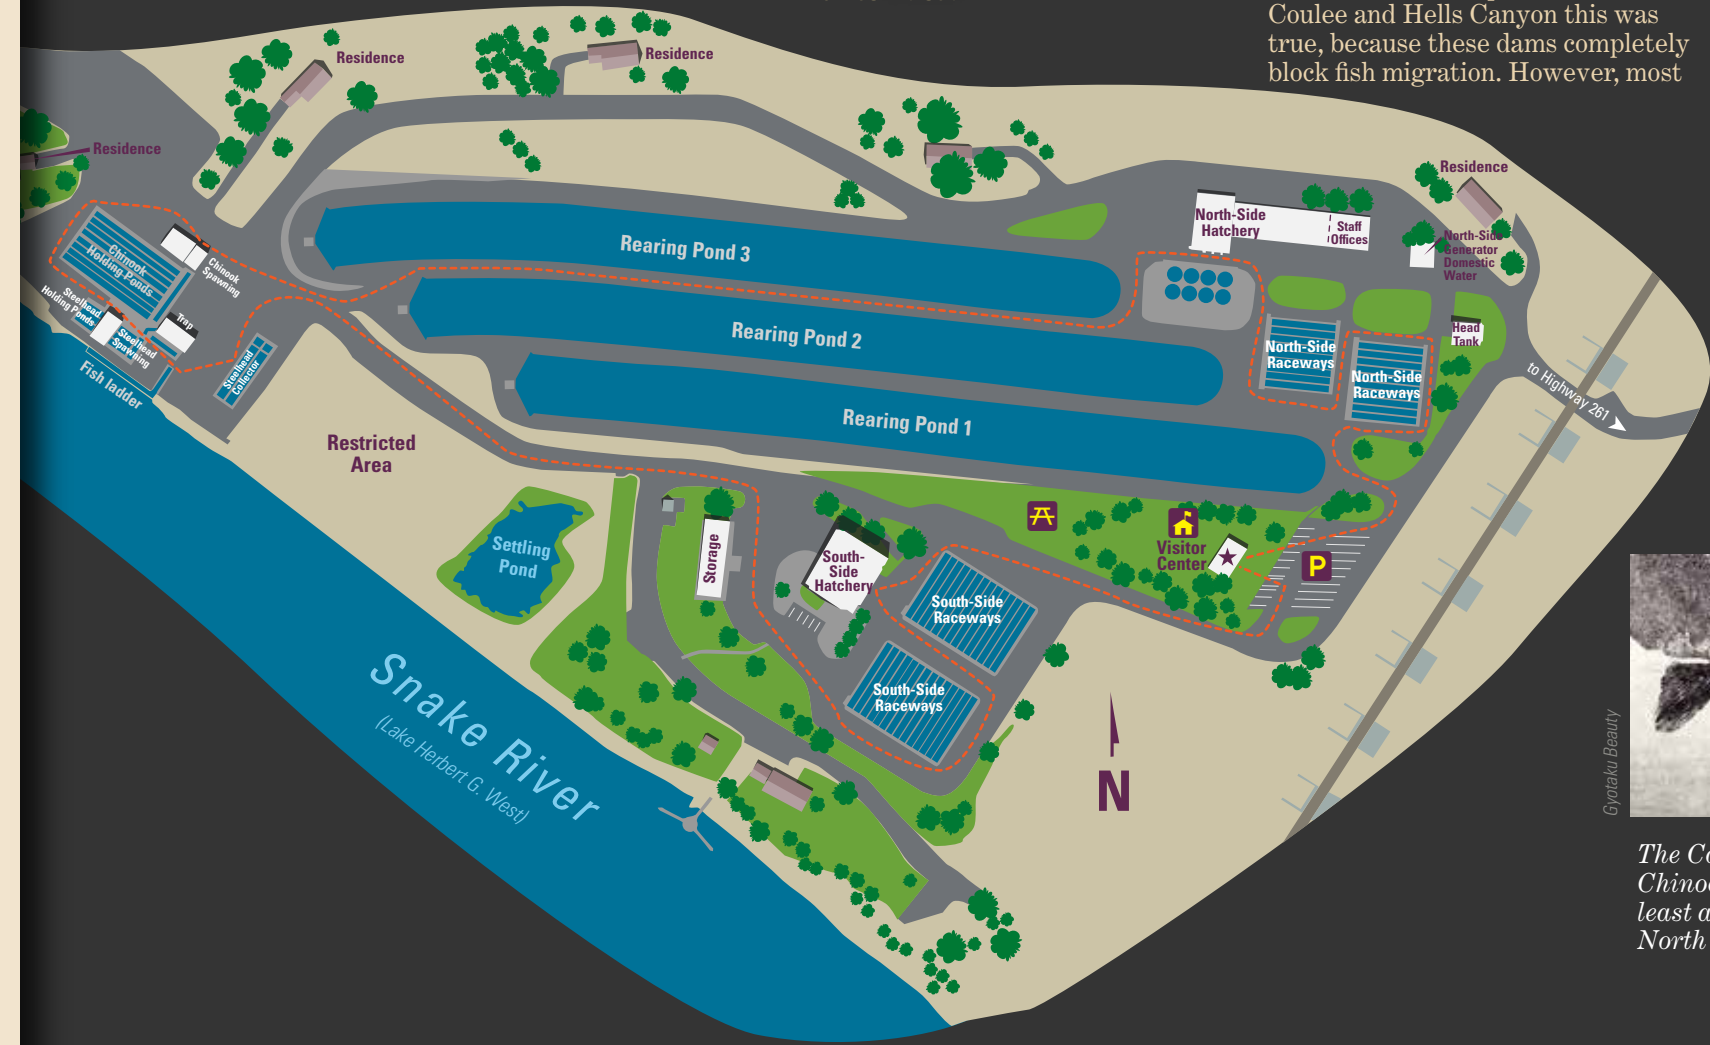 Coulee and Hells Canyon this was
true, because these dams completely
block fish migration. However, most
Residence
Residence
Residence
Residence
North-Side
Hatchery
Staff
Offices
North-Side
Generator
Domestic
Water
Chinook
Holding Ponds
Chinook
Spawning
Steelhead
Holding Ponds
Steelhead
Spawning
Trap
Fish ladder
Steelhead
Collector
Rearing Pond 3
Rearing Pond 2
Rearing Pond 1
North-Side
Raceways
North-Side
Raceways
Head
Tank
to Highway 261
Restricted
Area
Settling
Pond
Storage
South-
Side
Hatchery
South-Side
Raceways
South-Side
Raceways
Visitor
Center
P
Snake River
(Lake Herbert G. West)
N
Gyotaku Beauty
The Co
Chinoo
least a
North